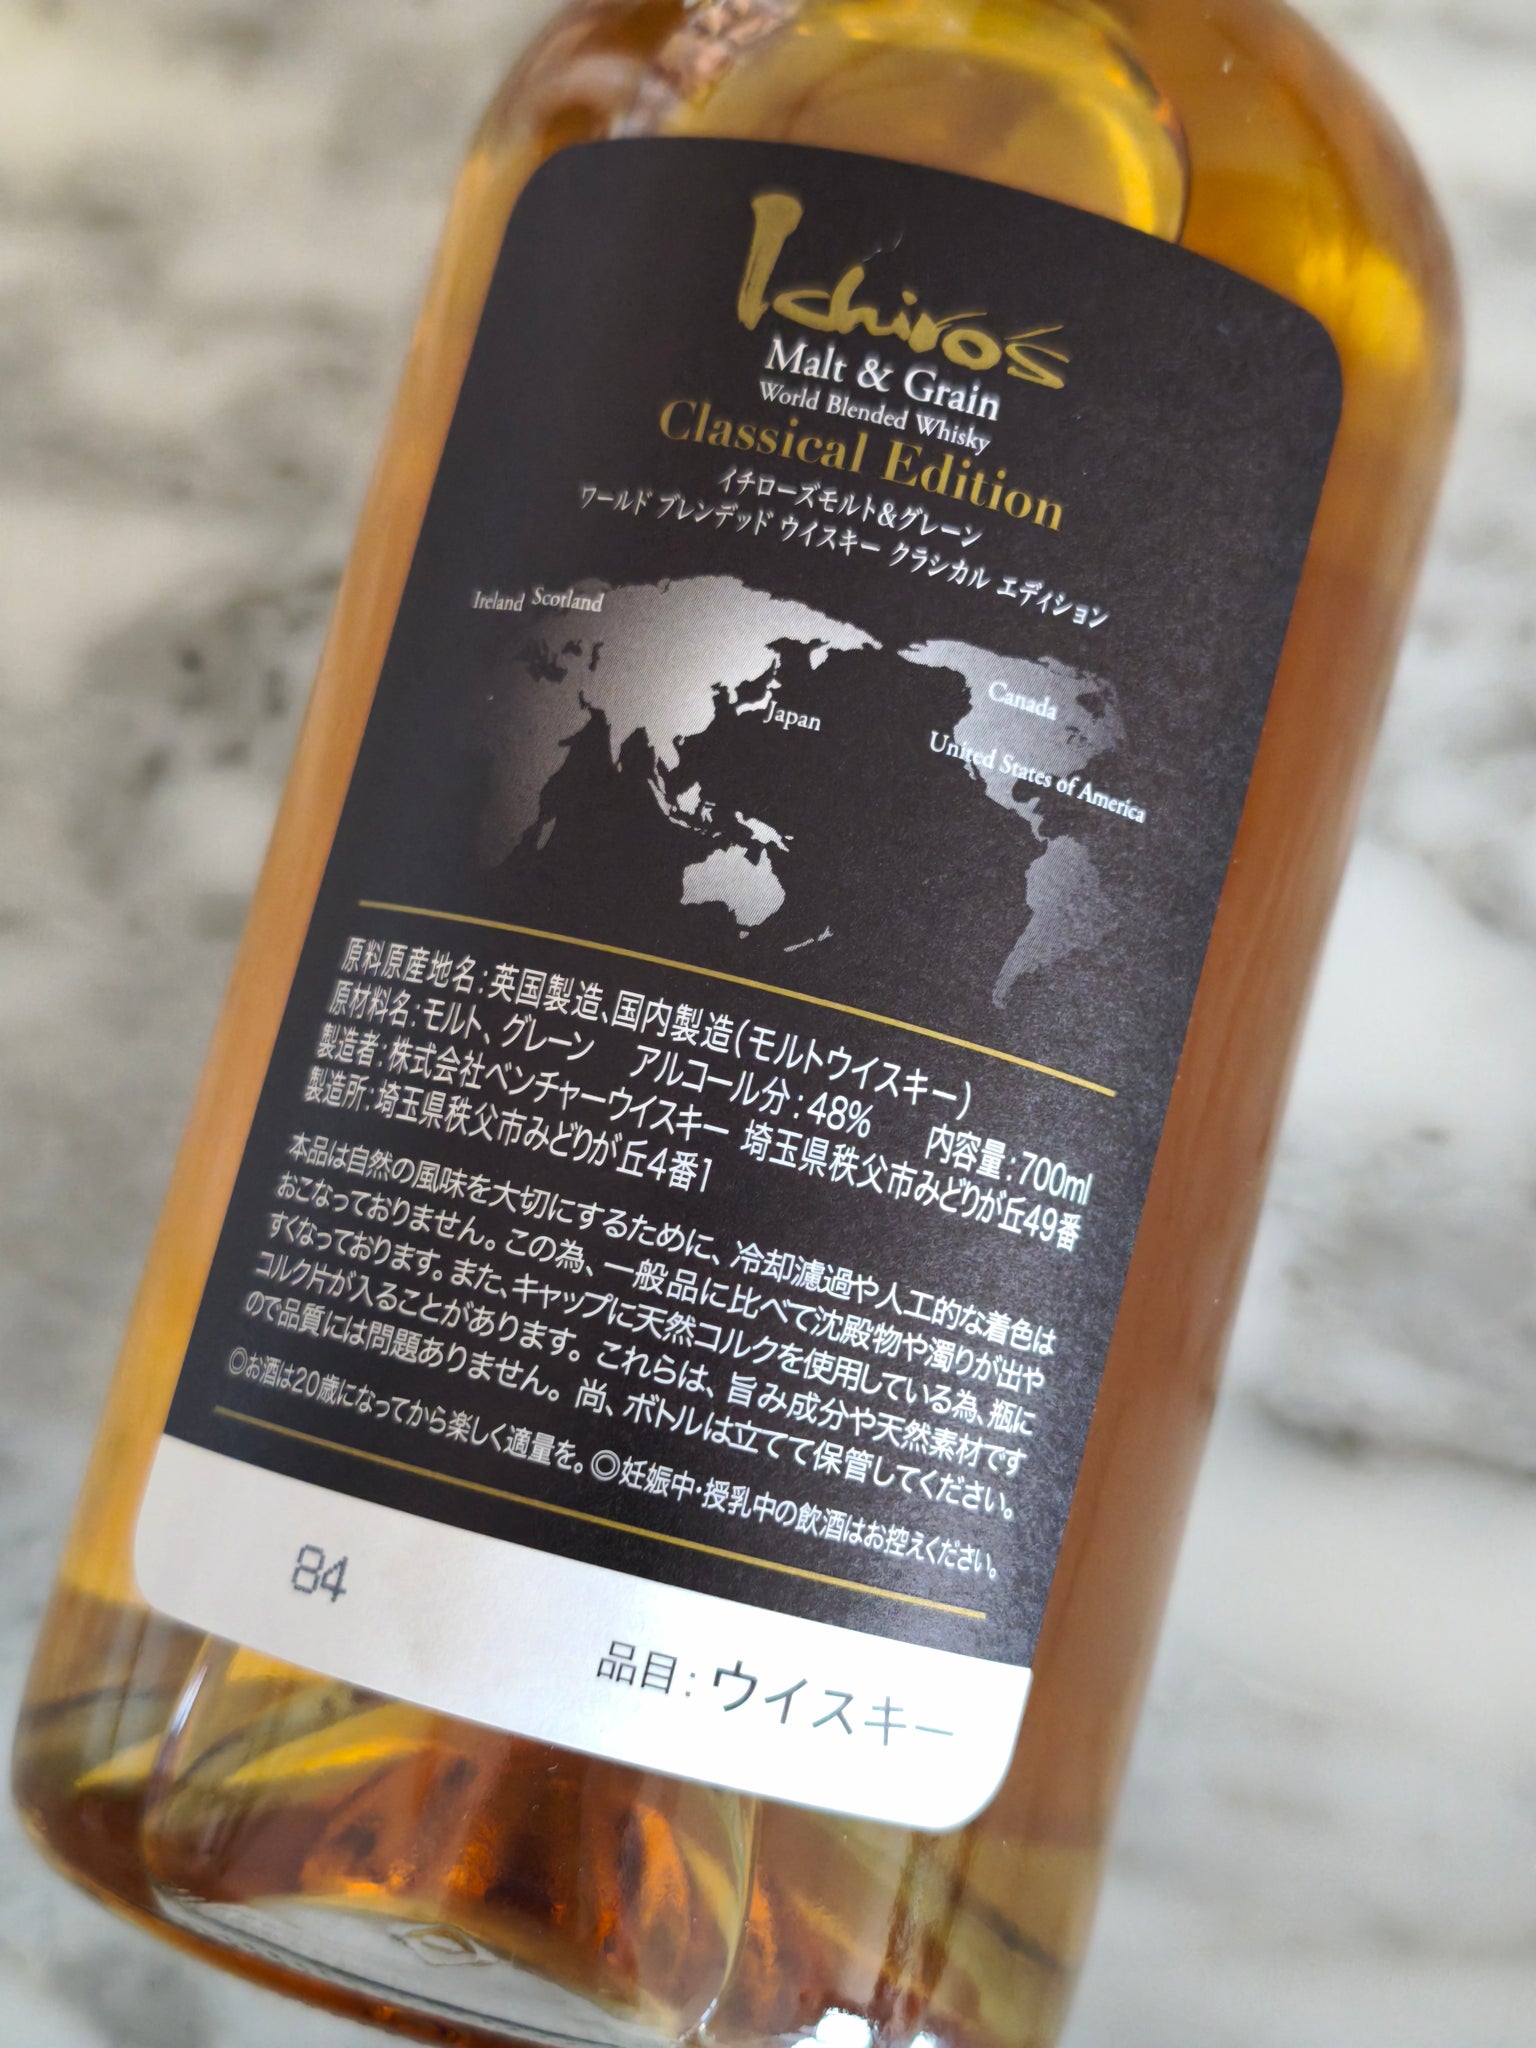 Ichiro's
Malt & Grain
World Blended Whisky
Classical Edition
イチローズモルト&グレーン
ワールド ブレンデッド ウイスキー クラシカル エディション
Ireland Scotland
Japan
Canada
United States of America
原料原産地名:英国製造、国内製造(モルトウイスキー)
原材料名:モルト、グレーン アルコール分:48% 内容量:700ml
製造者:株式会社ベンチャーウイスキー 埼玉県秩父市みどりが丘49番
製造所:埼玉県秩父市みどりが丘4番1
本品は自然の風味を大切にするために、冷却濾過や人工的な着色は
おこなっておりません。この為、一般品に比べて沈殿物や濁りが出や
すくなっております。また、キャップに天然コルクを使用している為、瓶に
コルク片が入ることがあります。これらは、旨み成分や天然素材です
ので品質には問題ありません。尚、ボトルは立てて保管してください。
◎お酒は20歳になってから楽しく適量を。◎妊娠中・授乳中の飲酒はお控えください。
84
品目:ウイスキー